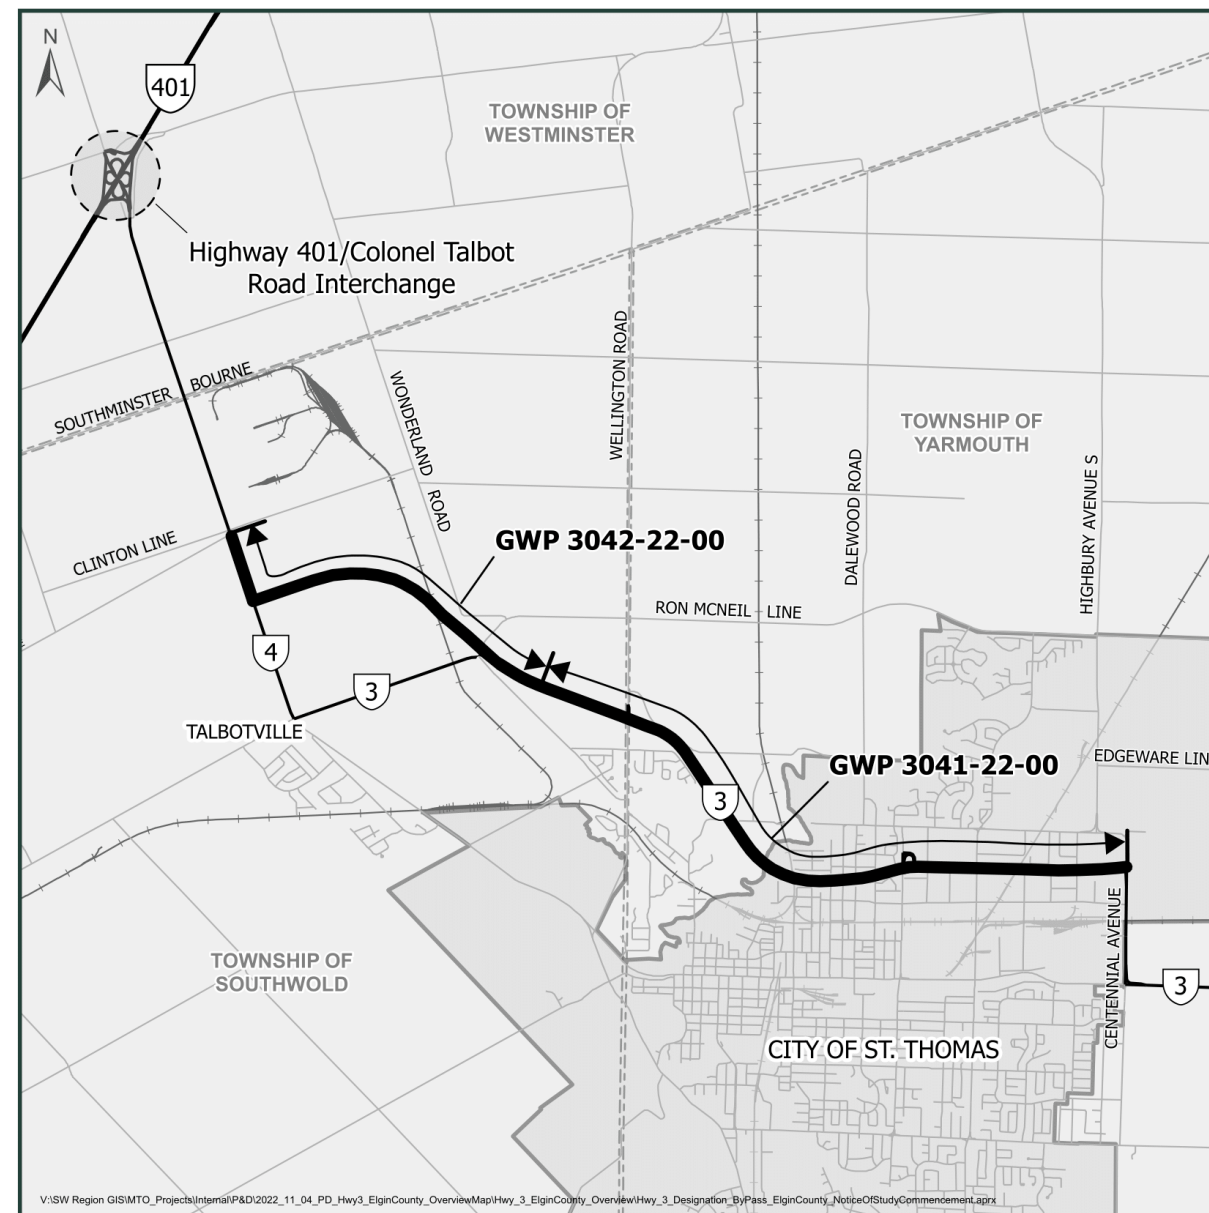 N
401
TOWNSHIP OF
WESTMINSTER
Highway 401/Colonel Talbot
Road Interchange
SOUTHMINSTER BOURNE
WONDERLAND ROAD
WELLINGTON ROAD
TOWNSHIP OF
YARMOUTH
DALEWOOD ROAD
HIGHBURY AVENUE S
CLINTON LINE
GWP 3042-22-00
RON MCNEIL LINE
4
3
TALBOTVILLE
EDGEWARE LIN
GWP 3041-22-00
3
CENTENNIAL AVENUE
TOWNSHIP OF
SOUTHWOLD
3
CITY OF ST. THOMAS
V:\SW Region GIS\MTO_Projects\Internal\P&D\2022_11_04_PD_Hwy3_ElginCounty_OverviewMap\Hwy_3_ElginCounty_Overview\Hwy_3_Designation_ByPass_ElginCounty_NoticeOfStudyCommencement.aprx